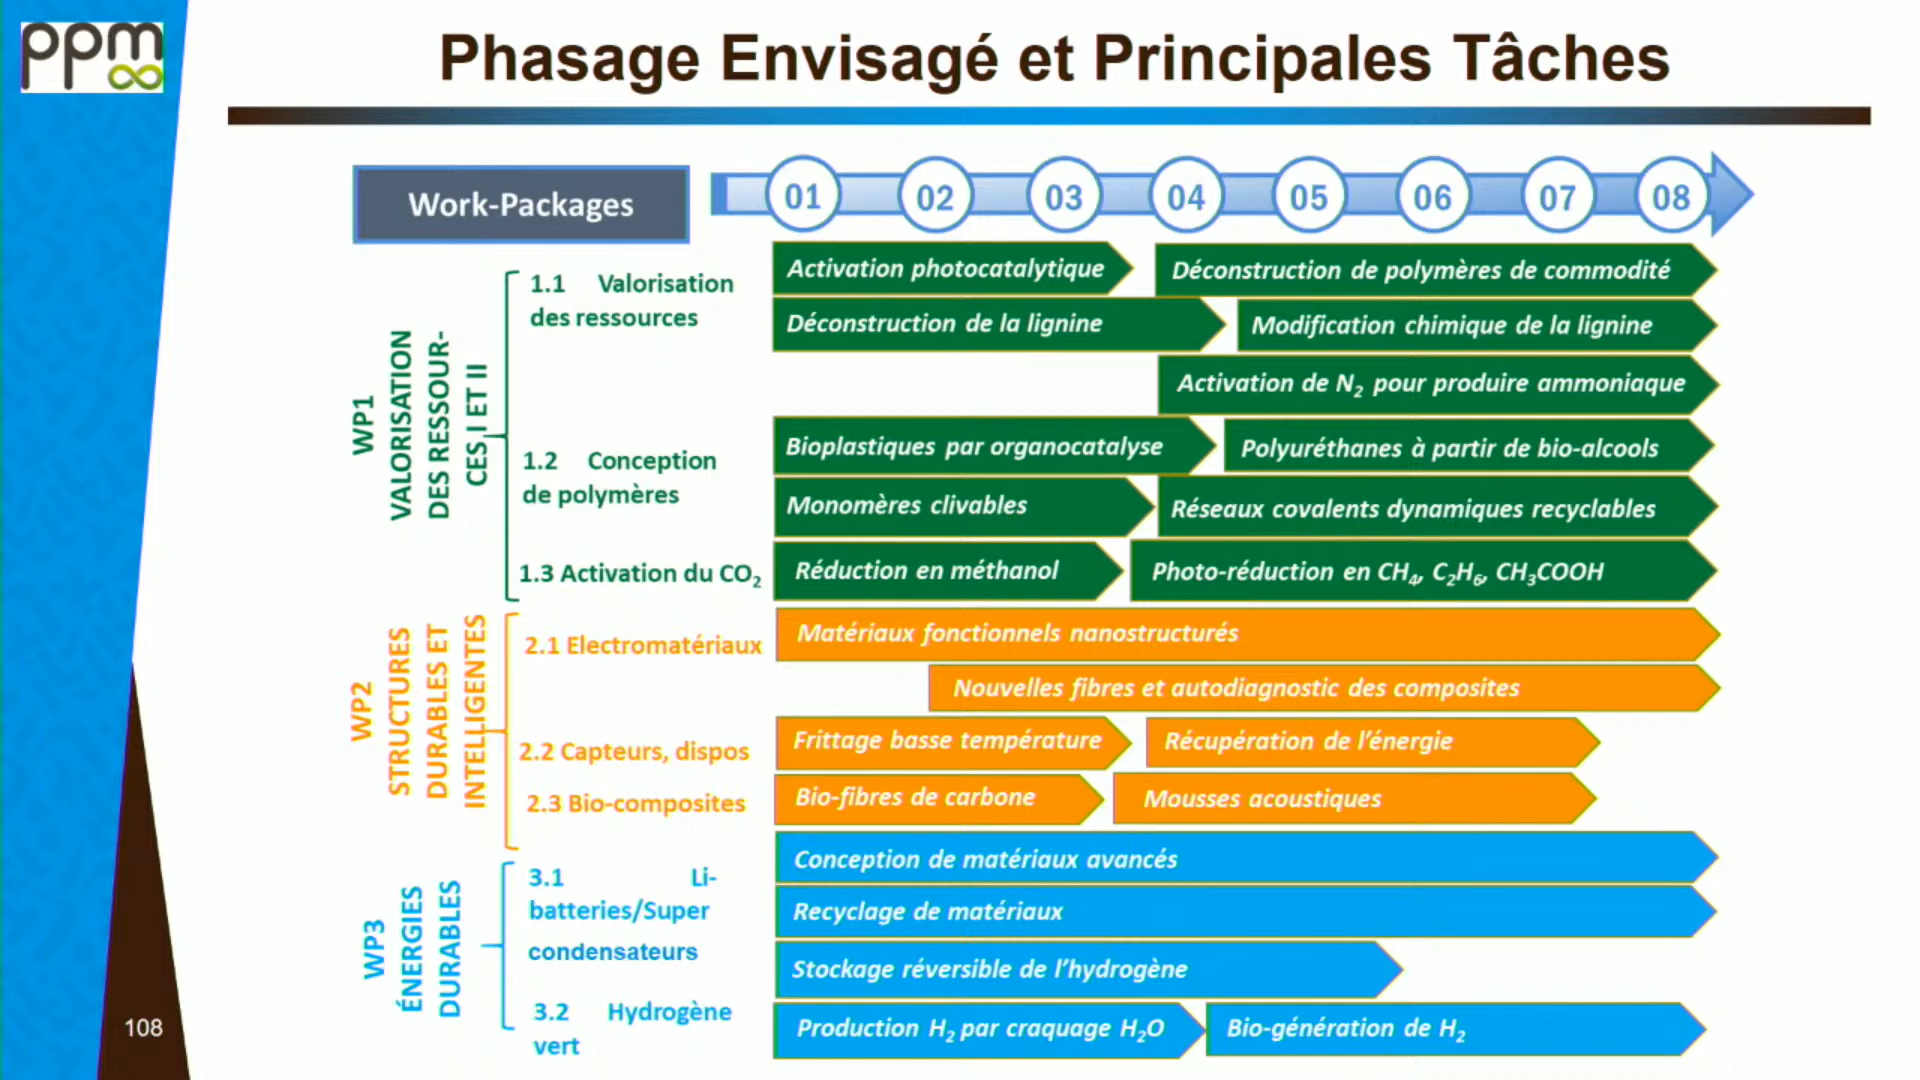 ppm
Phasage Envisagé et Principales Tâches
Work-Packages
01 02 03 04 05 06 07 08
WP1
VALORISATION
DES RESSOUR-
CES I ET II
1.1 Valorisation
des ressources
Activation photocatalytique
Déconstruction de polymères de commodité
Déconstruction de la lignine
Modification chimique de la lignine
Activation de N₂ pour produire ammoniaque
1.2 Conception
de polymères
Bioplastiques par organocatalyse
Polyuréthanes à partir de bio-alcools
Monomères clivables
Réseaux covalents dynamiques recyclables
1.3 Activation du CO₂
Réduction en méthanol
Photo-réduction en CH₄, C₂H₆, CH₃COOH
WP2
STRUCTURES
DURABLES ET
INTELLIGENTES
2.1 Electromatériaux
Matériaux fonctionnels nanostructurés
Nouvelles fibres et autodiagnostic des composites
2.2 Capteurs, dispos
Frittage basse température
Récupération de l’énergie
2.3 Bio-composites
Bio-fibres de carbone
Mousses acoustiques
WP3
ÉNERGIES
DURABLES
3.1 Li-
batteries/Super
condensateurs
Conception de matériaux avancés
Recyclage de matériaux
Stockage réversible de l’hydrogène
3.2 Hydrogène
vert
Production H₂ par craquage H₂O
Bio-génération de H₂
108